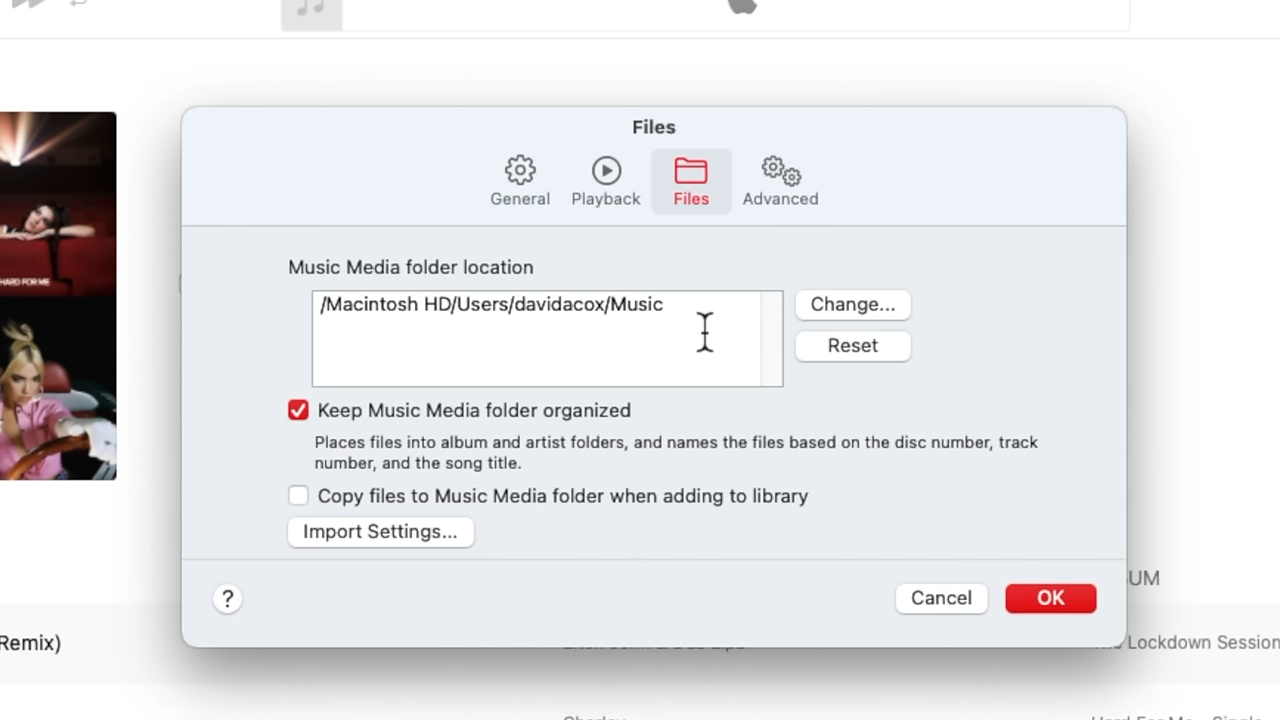 HARD FOR ME
Files
General
Playback
Files
Advanced
Music Media folder location
/Macintosh HD/Users/davidacox/Music
Change...
Reset
Keep Music Media folder organized
Places files into album and artist folders, and names the files based on the disc number, track
number, and the song title.
Copy files to Music Media folder when adding to library
Import Settings...
?
Cancel
OK
Remix)
Lockdown Session